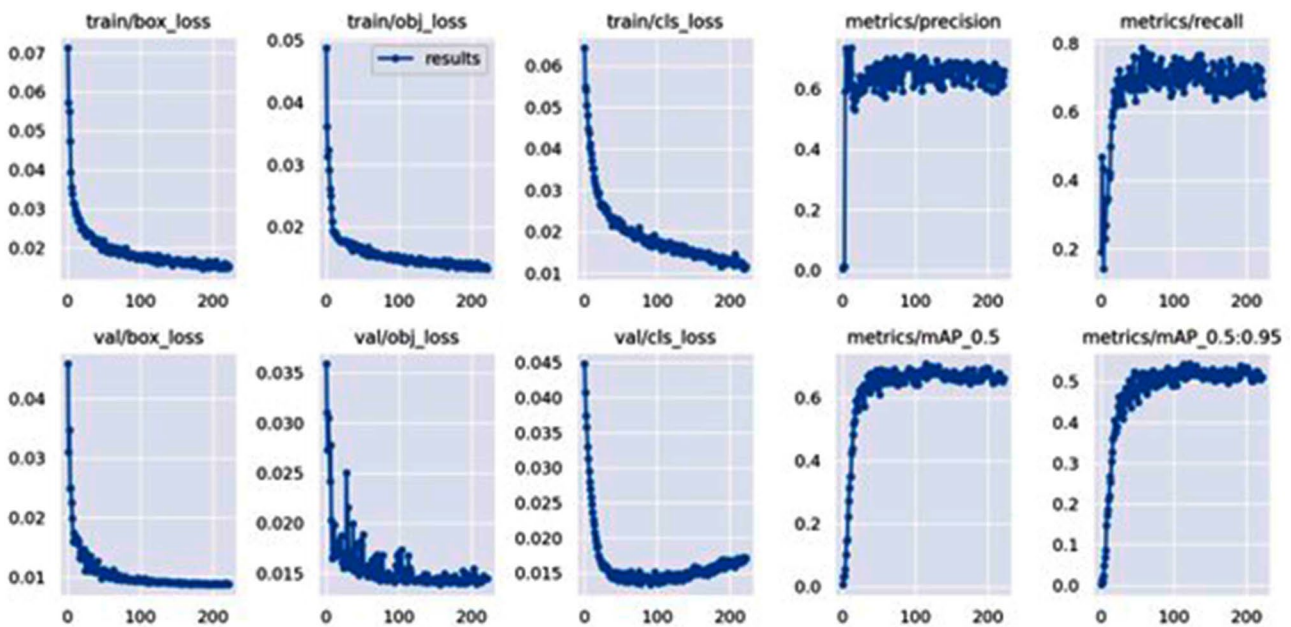 train/box_loss train/obj_loss train/cls_loss metrics/precision metrics/recall
0.07 0.06 0.05 0.04 0.03 0.02
0 100 200
0.05 0.04 0.03 0.02
results
0 100 200
0.06 0.05 0.04 0.03 0.02 0.01
0 100 200
0.6 0.4 0.2 0.0
0 100 200
0.8 0.6 0.4 0.2
0 100 200
val/box_loss val/obj_loss val/cls_loss metrics/mAP_0.5 metrics/mAP_0.5:0.95
0.04 0.03 0.02 0.01
0 100 200
0.035 0.030 0.025 0.020 0.015
0 100 200
0.045 0.040 0.035 0.030 0.025 0.020 0.015
0 100 200
0.6 0.4 0.2 0.0
0 100 200
0.5 0.4 0.3 0.2 0.1 0.0
0 100 200